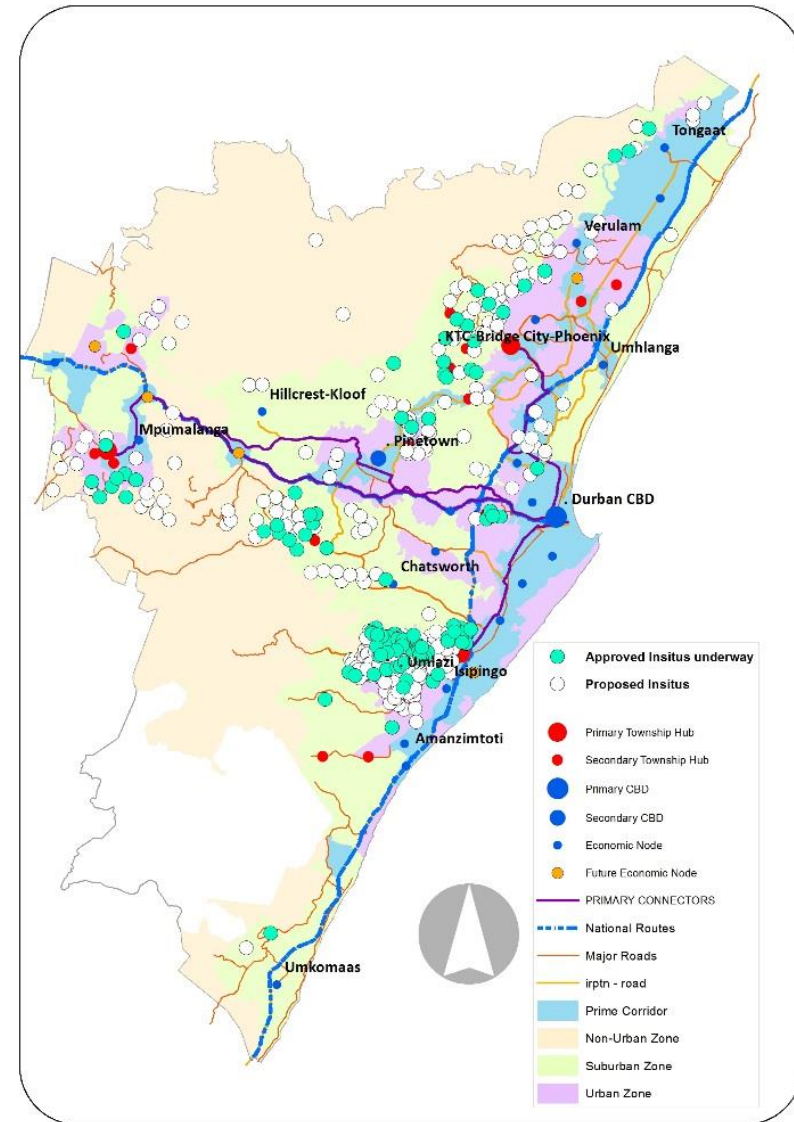 Tongaat
Verulam
KTC-Bridge City-Phoenix
Umhlanga
Hillcrest-Kloof
Mpumalanga
. Pinetown
. Durban CBD
Chatsworth
. Umlazi
Isipingo
Amanzimtoti
Umkomaas
Approved Insitus underway
Proposed Insitus
Primary Township Hub
Secondary Township Hub
Primary CBD
Secondary CBD
Economic Node
Future Economic Node
PRIMARY CONNECTORS
National Routes
Major Roads
irptn - road
Prime Corridor
Non-Urban Zone
Suburban Zone
Urban Zone